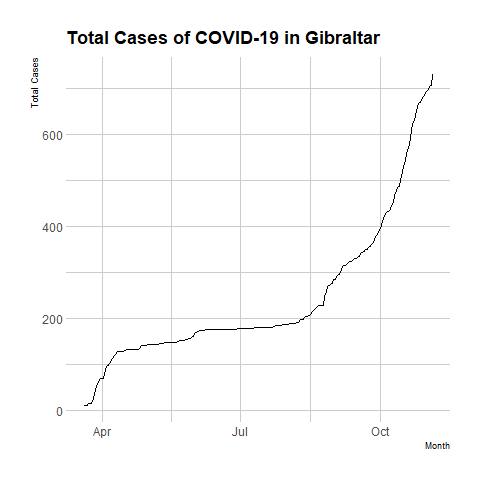 Total Cases of COVID-19 in Gibraltar
Total Cases
600
400
200
0
Apr Jul Oct
Month